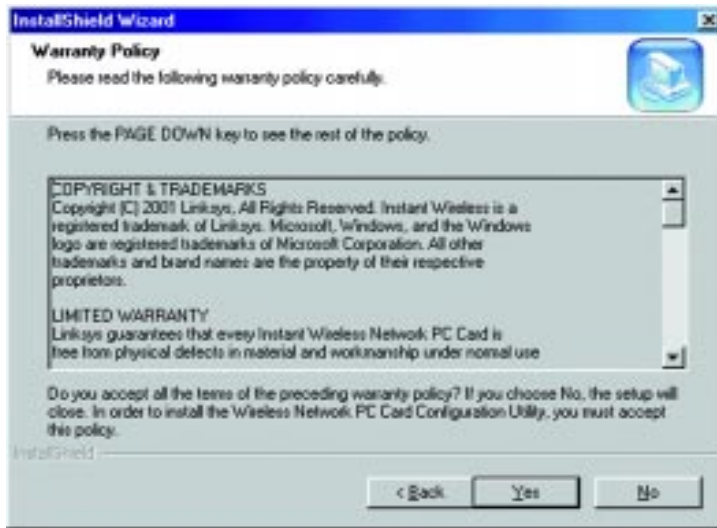 InstallShield Wizard
Warranty Policy
Please read the following warranty policy carefully.
Press the PAGE DOWN key to see the rest of the policy.
COPYRIGHT & TRADEMARKS
Copyright (C) 2001 Linksys, All Rights Reserved. Instant Wireless is a
registered trademark of Linksys. Microsoft, Windows, and the Windows
logo are registered trademarks of Microsoft Corporation. All other
trademarks and brand names are the property of their respective
proprietors.
LIMITED WARRANTY
Linksys guarantees that every Instant Wireless Network PC Card is
free from physical defects in material and workmanship under normal use
Do you accept all the terms of the preceding warranty policy? If you choose No, the setup will
close. In order to install the Wireless Network PC Card Configuration Utility, you must accept
this policy.
InstallShield
< Back
Yes
No